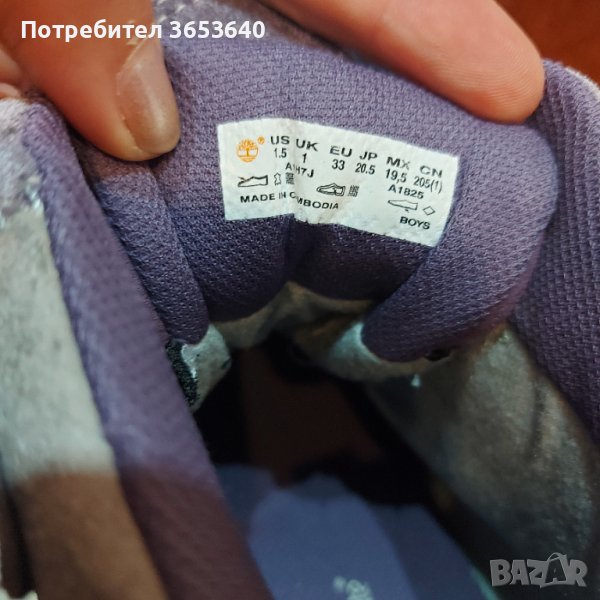 Потребител 3653640
US UK EU JP MX CN
1.5 1 33 20.5 19.5 205(1)
A1825
MADE IN
BOYS
BAZAR